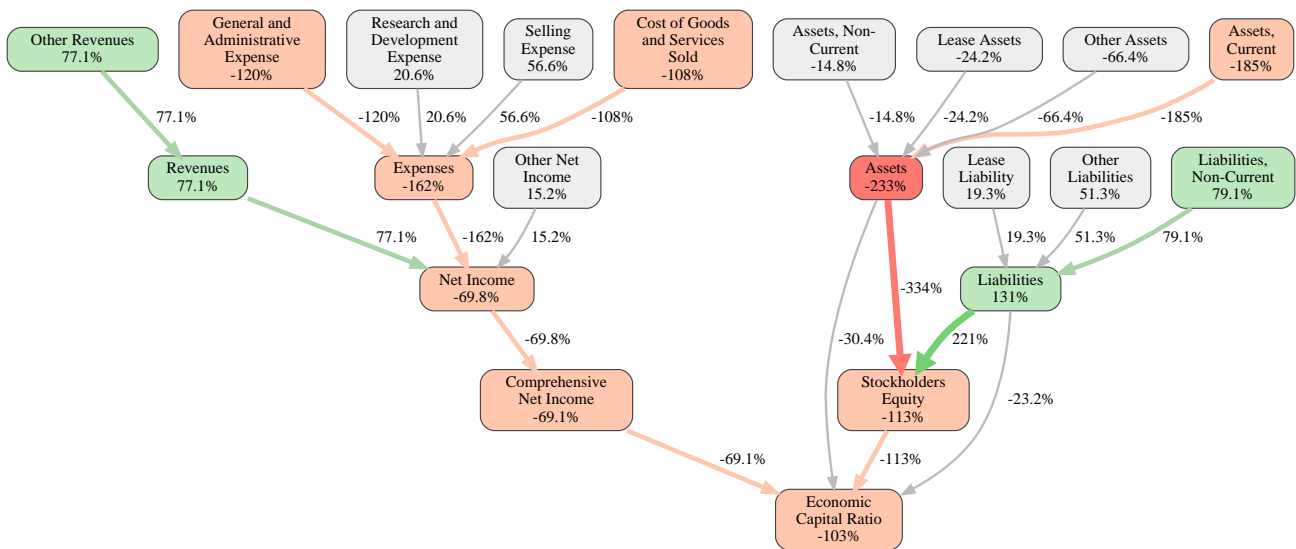 Other Revenues
77.1%
General and
Administrative
Expense
-120%
Research and
Development
Expense
20.6%
Selling
Expense
56.6%
Cost of Goods
and Services
Sold
-108%
Assets, Non-
Current
-14.8%
Lease Assets
-24.2%
Other Assets
-66.4%
Assets,
Current
-185%
77.1%
-120%
20.6%
56.6%
-108%
-14.8%
-24.2%
-66.4%
-185%
Revenues
77.1%
Expenses
-162%
Other Net
Income
15.2%
Assets
-233%
Lease
Liability
19.3%
Other
Liabilities
51.3%
Liabilities,
Non-Current
79.1%
77.1%
-162%
15.2%
19.3%
51.3%
79.1%
Net Income
-69.8%
-334%
Liabilities
131%
-69.8%
-30.4%
221%
Comprehensive
Net Income
-69.1%
Stockholders
Equity
-113%
-23.2%
-69.1%
-113%
Economic
Capital Ratio
-103%